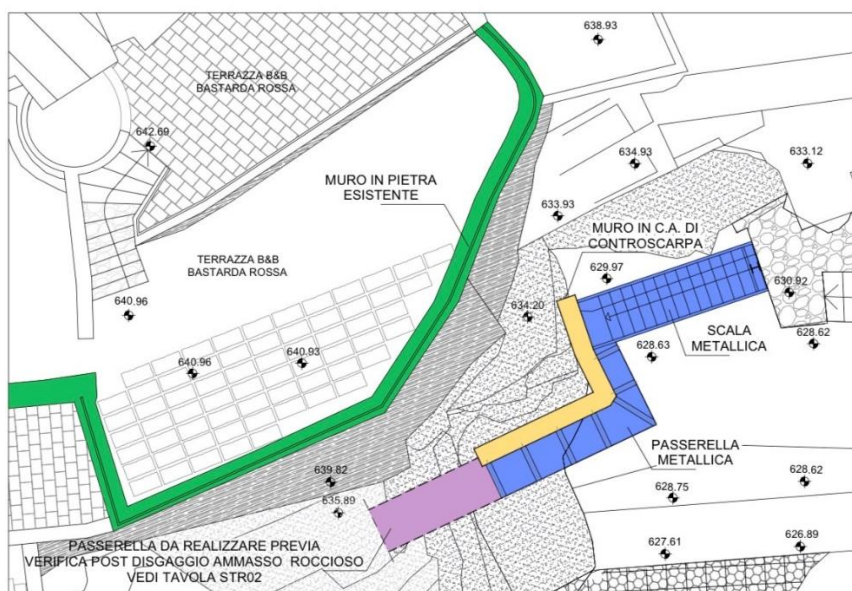 638.93
TERRAZZA B&B
BASTARDA ROSSA
642.69
634.93
633.12
MURO IN PIETRA
ESISTENTE
633.93
MURO IN C.A. DI
CONTROSCARPA
TERRAZZA B&B
BASTARDA ROSSA
629.97
630.92
640.96
634.20
SCALA
METALLICA
628.62
628.63
640.96
640.93
PASSERELLA
METALLICA
639.82
628.62
628.75
635.89
PASSERELLA DA REALIZZARE PREVIA
VERIFICA POST DISGAGGIO AMMASSO ROCCIOSO
VEDI TAVOLA STR02
627.61
626.89